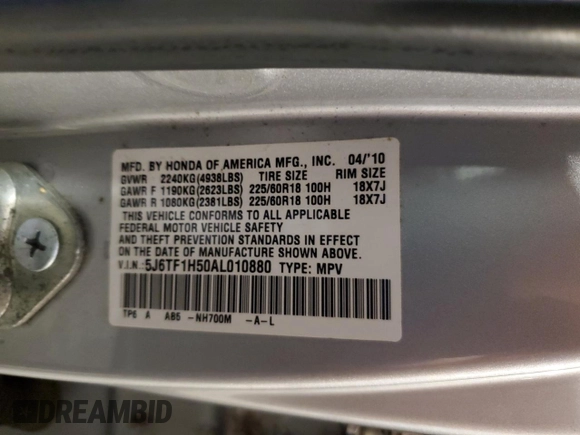 MFD. BY HONDA OF AMERICA MFG., INC. 04/'10
GVWR 2240KG(4938LBS) TIRE SIZE RIM SIZE
GAWR F 1190KG(2623LBS) 225/60R18 100H 18X7J
GAWR R 1080KG(2381LBS) 225/60R18 100H 18X7J
THIS VEHICLE CONFORMS TO ALL APPLICABLE
FEDERAL MOTOR VEHICLE SAFETY
AND THEFT PREVENTION STANDARDS IN EFFECT
ON THE DATE OF MANUFACTURE SHOWN ABOVE.
V.I.N.: 5J6TF1H50AL010880 TYPE: MPV
TP6 A AB5 -NH700M -A-L
DREAMBID